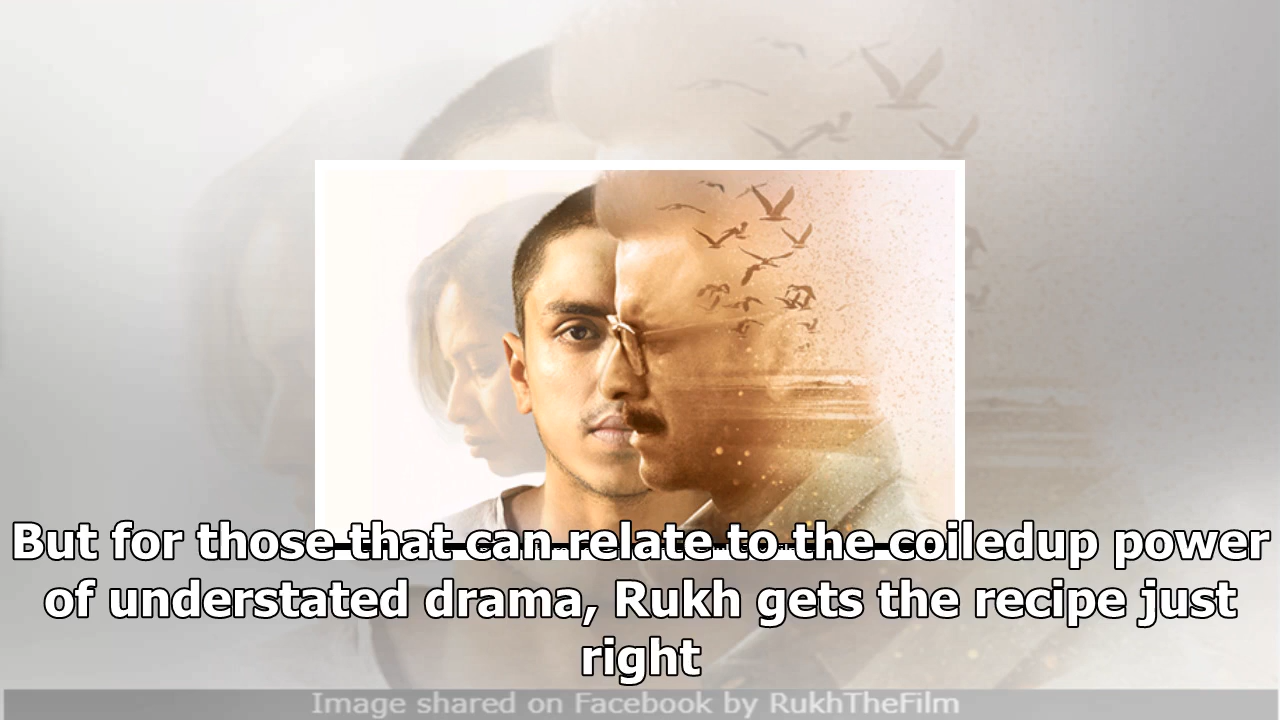 But for those that can relate to the coiledup power
of understated drama, Rukh gets the recipe just
right
Image shared on Facebook by RukhTheFilm